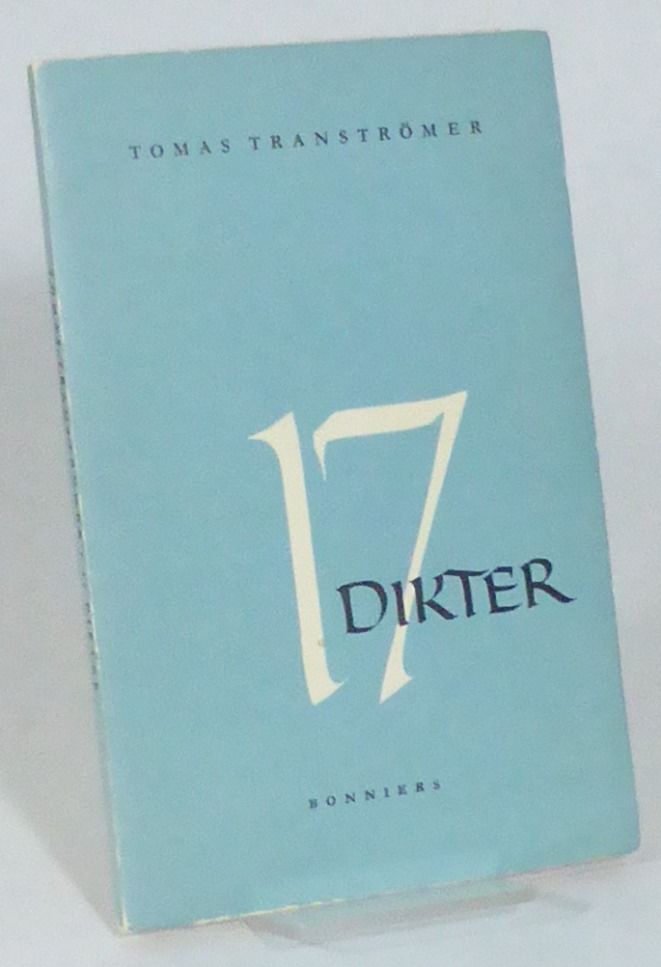 TOMAS TRANSTRÖMER
17
DIKTER
BONNIERS